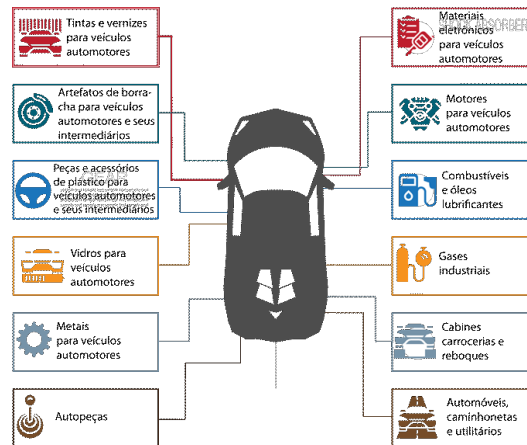 Tintas e vernizes
para veículos
automotores
Artefatos de borra-
cha para veículos
automotores e seus
intermediários
Peças e acessórios
de plástico para
veículos automotores
e seus intermediários
Vidros para
veículos
automotores
Metais
para veículos
automotores
Autopeças
Materiais
eletrônicos
para veículos
automotores
SHOCK ABSORBER
Motores
para veículos
automotores
Combustíveis
e óleos
lubrificantes
Gases
industriais
Cabines
carrocerias e
reboques
Automóveis,
caminhonetas
e utilitários